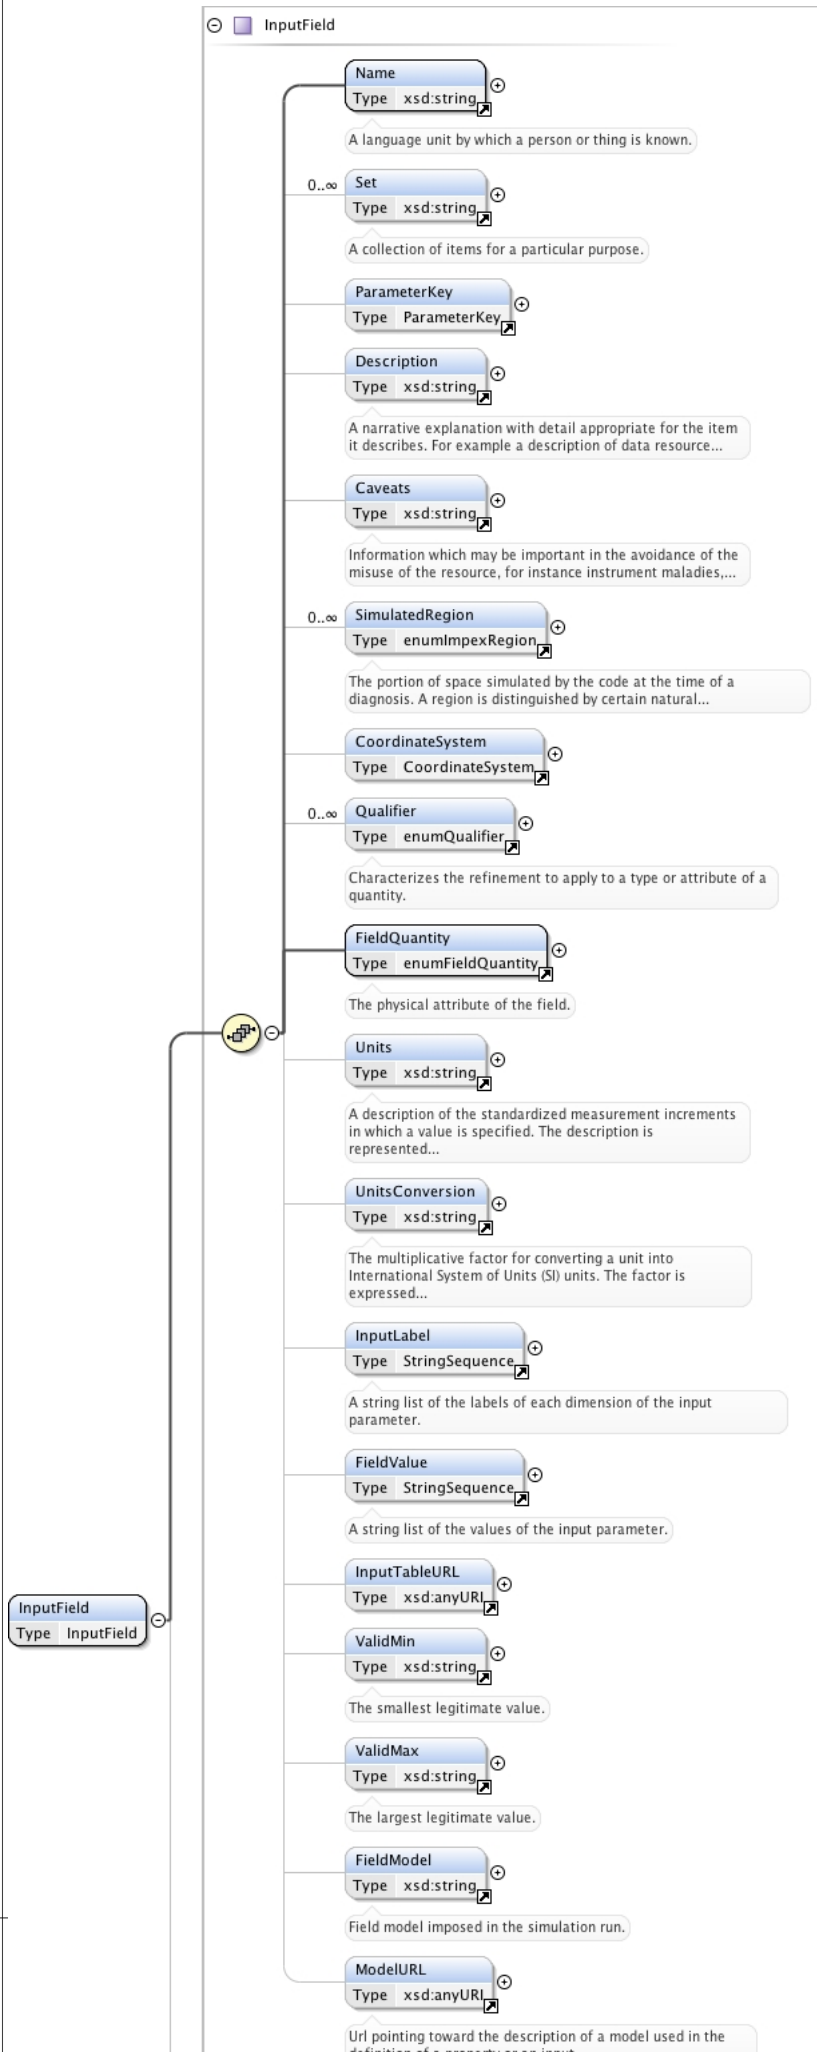 InputField
Name
Type xsd:string
A language unit by which a person or thing is known.
0..∞
Set
Type xsd:string
A collection of items for a particular purpose.
ParameterKey
Type ParameterKey
Description
Type xsd:string
A narrative explanation with detail appropriate for the item
it describes. For example a description of data resource...
Caveats
Type xsd:string
Information which may be important in the avoidance of the
misuse of the resource, for instance instrument maladies,...
0..∞
SimulatedRegion
Type enumImpexRegion
The portion of space simulated by the code at the time of a
diagnosis. A region is distinguished by certain natural...
CoordinateSystem
Type CoordinateSystem
0..∞
Qualifier
Type enumQualifier
Characterizes the refinement to apply to a type or attribute of a
quantity.
FieldQuantity
Type enumFieldQuantity
The physical attribute of the field.
Units
Type xsd:string
A description of the standardized measurement increments
in which a value is specified. The description is
represented...
UnitsConversion
Type xsd:string
The multiplicative factor for converting a unit into
International System of Units (SI) units. The factor is
expressed...
InputLabel
Type StringSequence
A string list of the labels of each dimension of the input
parameter.
FieldValue
Type StringSequence
A string list of the values of the input parameter.
InputTableURL
Type xsd:anyURI
InputField
Type InputField
ValidMin
Type xsd:string
The smallest legitimate value.
ValidMax
Type xsd:string
The largest legitimate value.
FieldModel
Type xsd:string
Field model imposed in the simulation run.
ModelURL
Type xsd:anyURI
Url pointing toward the description of a model used in the